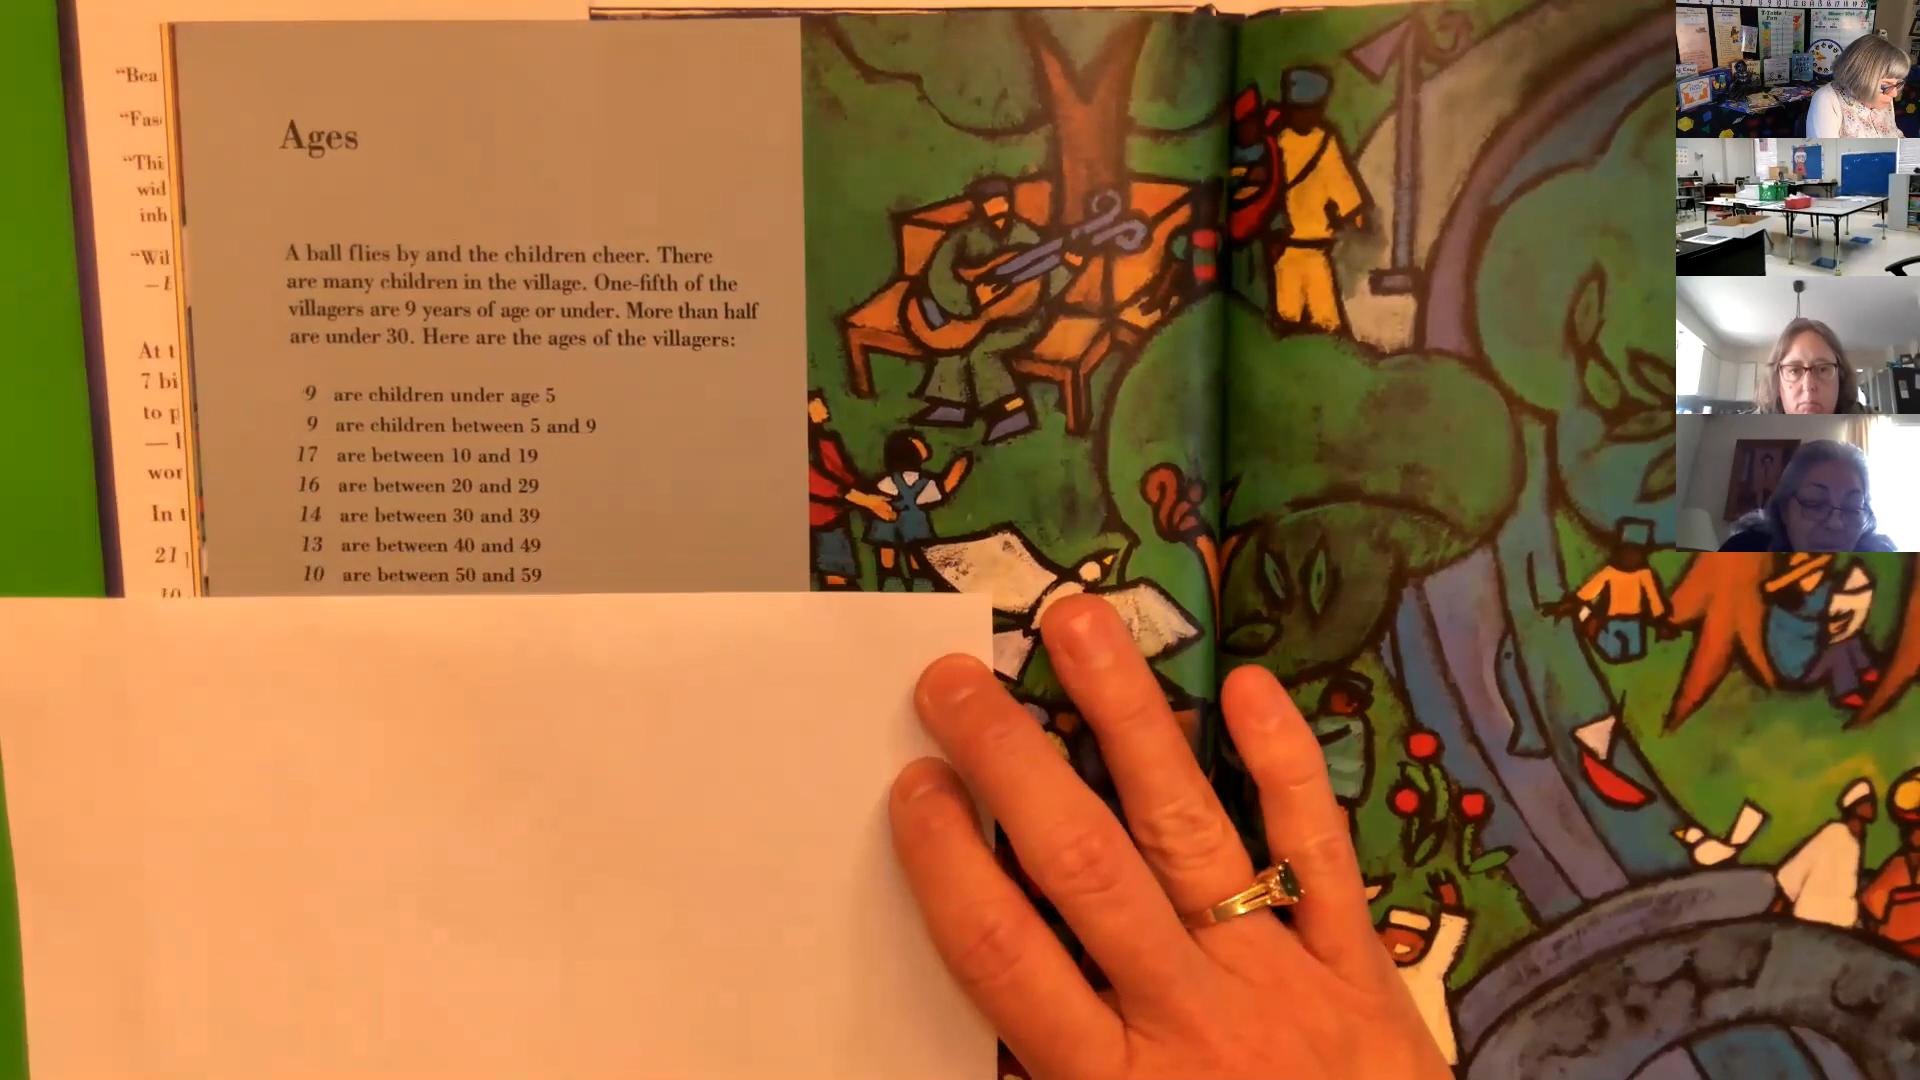 "Bea
"Fas
"Thi
wid
inh
"Wil
At t
7 bi
to p
wor
In t
21
10
Ages
A ball flies by and the children cheer. There
are many children in the village. One-fifth of the
villagers are 9 years of age or under. More than half
are under 30. Here are the ages of the villagers:
9 are children under age 5
9 are children between 5 and 9
17 are between 10 and 19
16 are between 20 and 29
14 are between 30 and 39
13 are between 40 and 49
10 are between 50 and 59